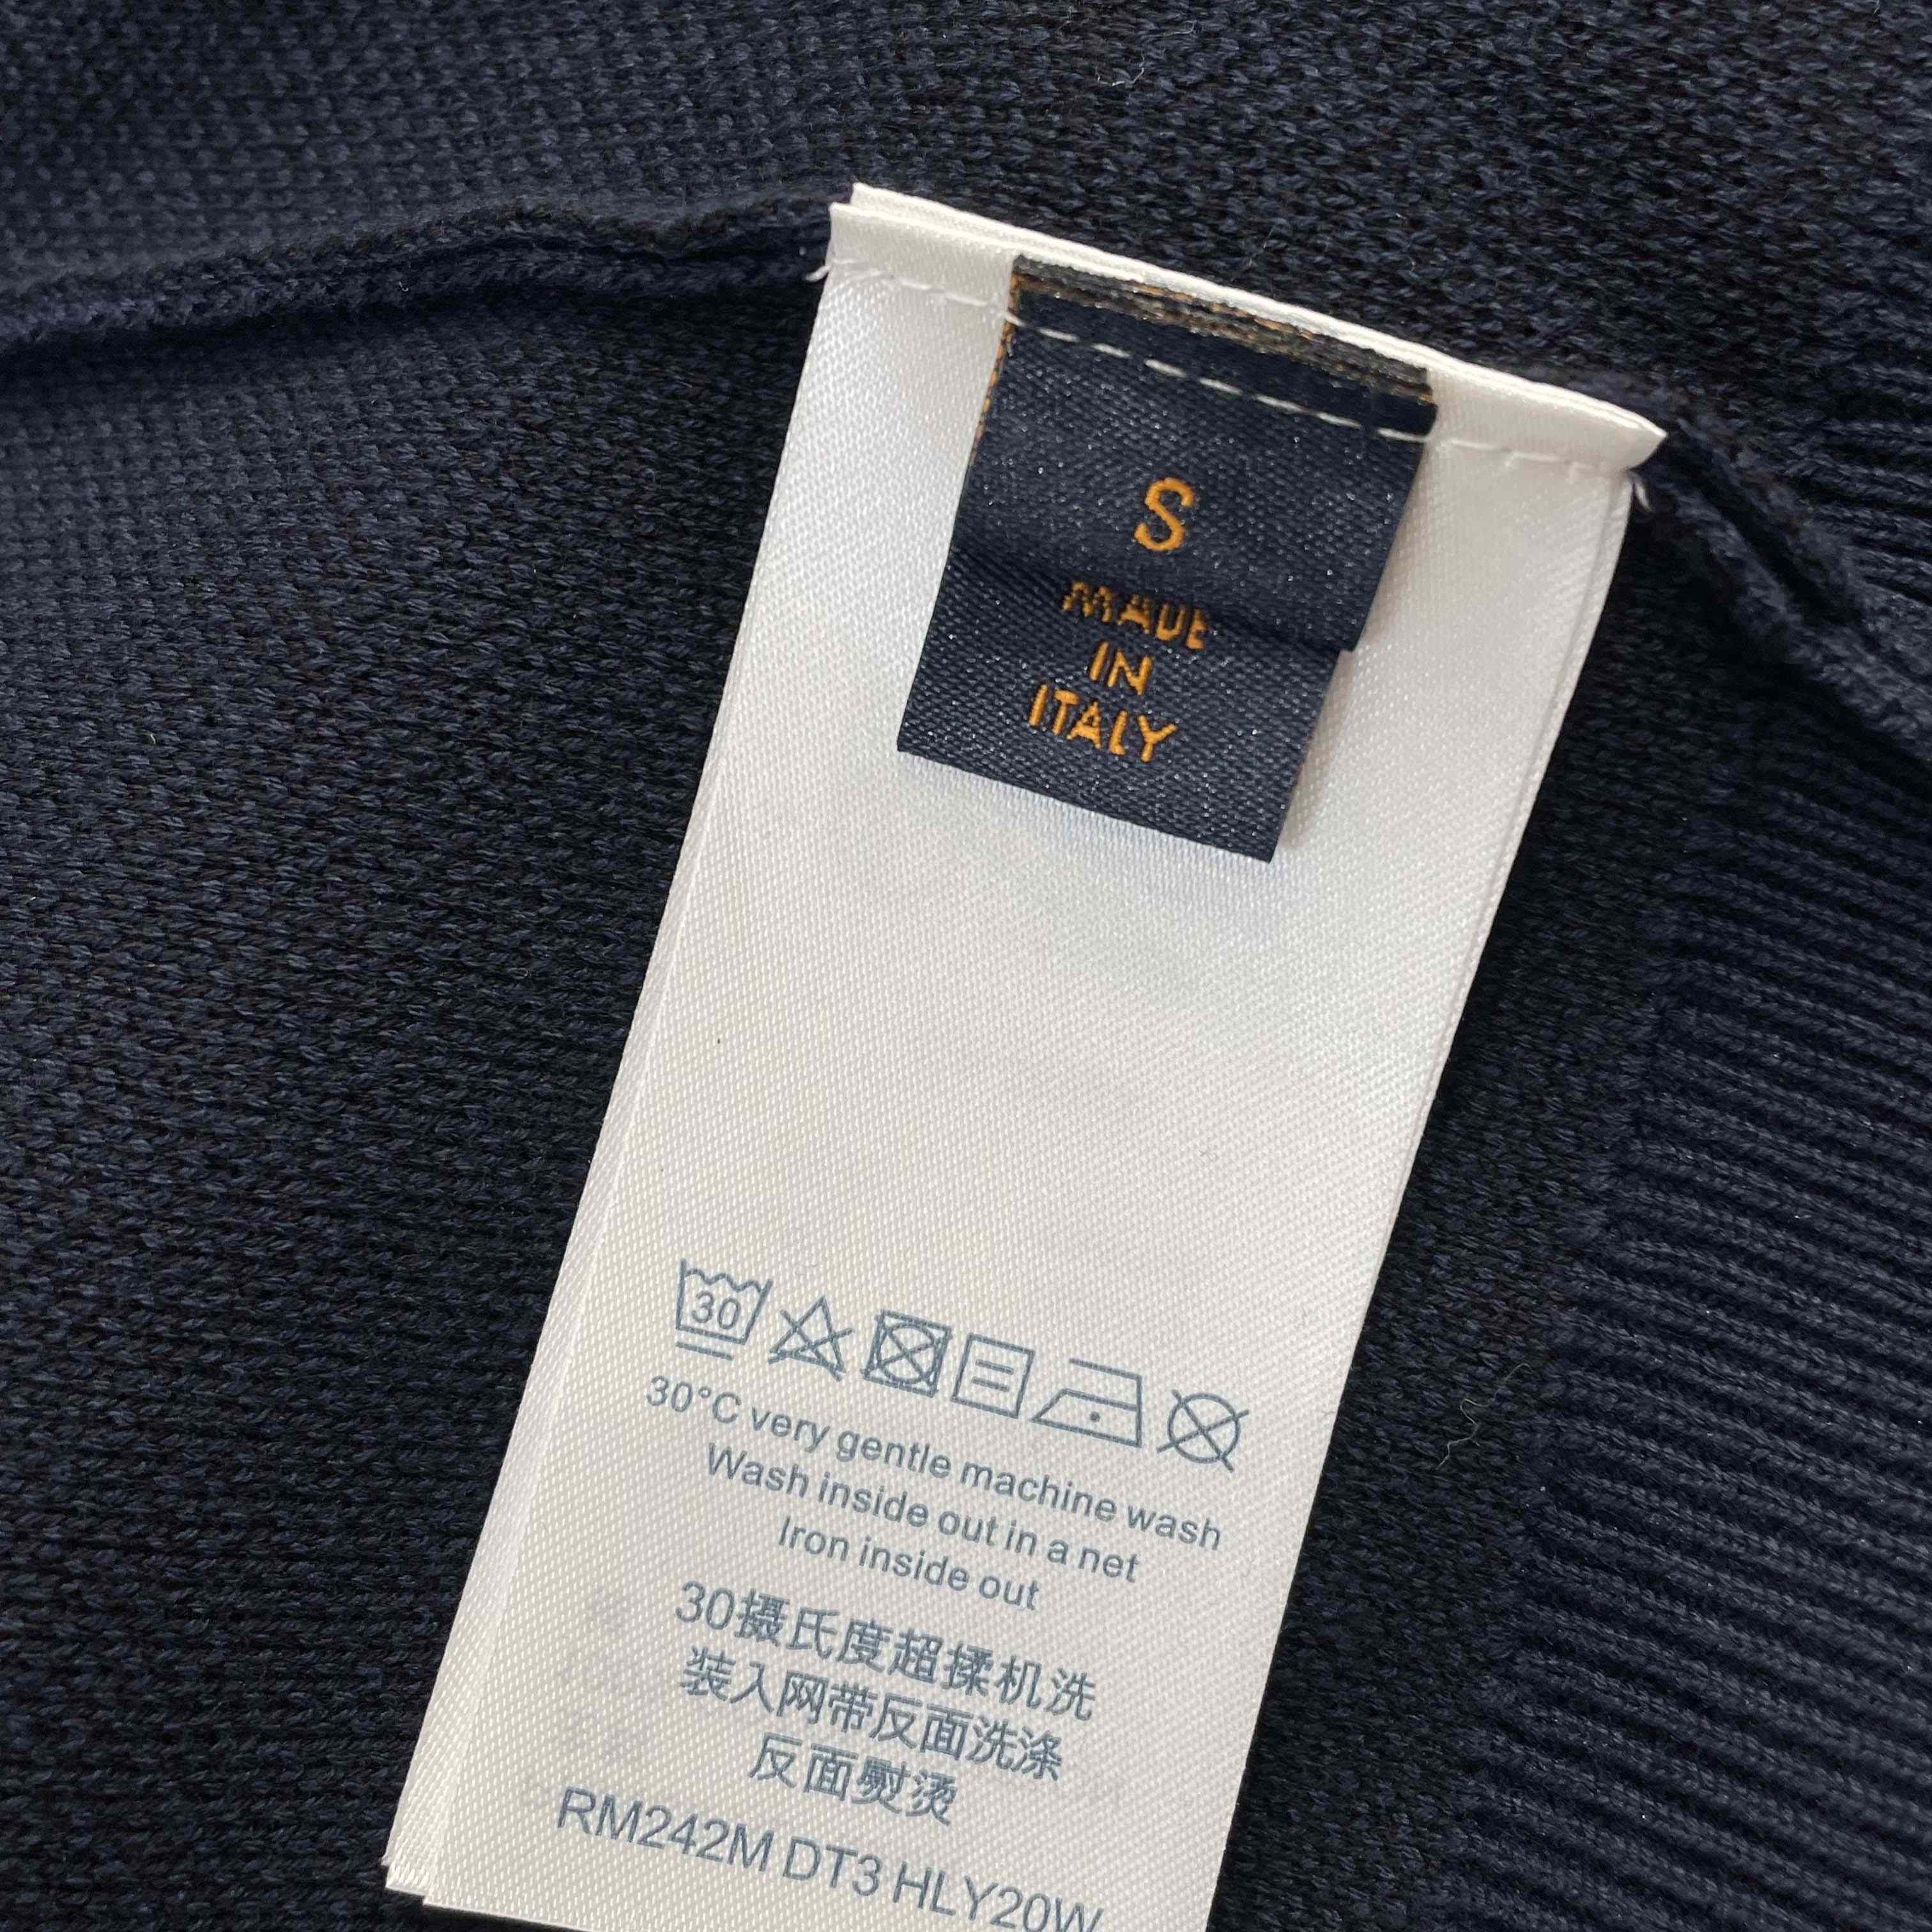 S
MADE
IN
ITALY
30
30°C very gentle machine wash
Wash inside out in a net
Iron inside out
30摄氏度超揉机洗
装入网带反面洗涤
反面熨烫
RM242M DT3 HLY20W